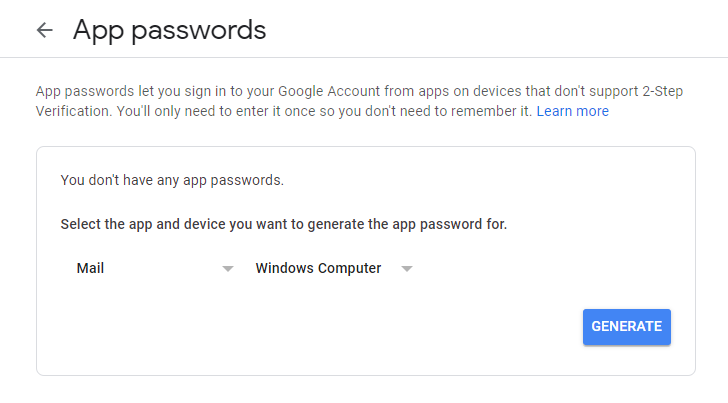 App passwords
App passwords let you sign in to your Google Account from apps on devices that don't support 2-Step
Verification. You'll only need to enter it once so you don't need to remember it. Learn more
You don't have any app passwords.
Select the app and device you want to generate the app password for.
Mail Windows Computer
GENERATE